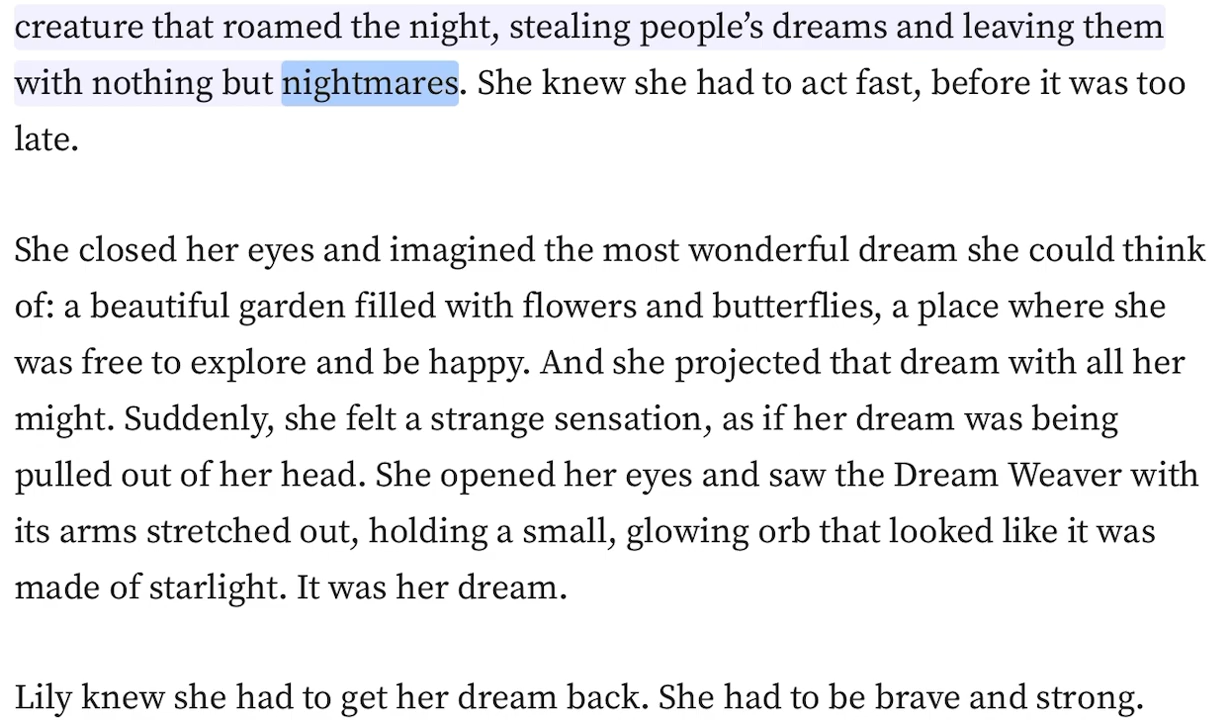 creature that roamed the night, stealing people’s dreams and leaving them
with nothing but nightmares. She knew she had to act fast, before it was too
late.
She closed her eyes and imagined the most wonderful dream she could think
of: a beautiful garden filled with flowers and butterflies, a place where she
was free to explore and be happy. And she projected that dream with all her
might. Suddenly, she felt a strange sensation, as if her dream was being
pulled out of her head. She opened her eyes and saw the Dream Weaver with
its arms stretched out, holding a small, glowing orb that looked like it was
made of starlight. It was her dream.
Lily knew she had to get her dream back. She had to be brave and strong.